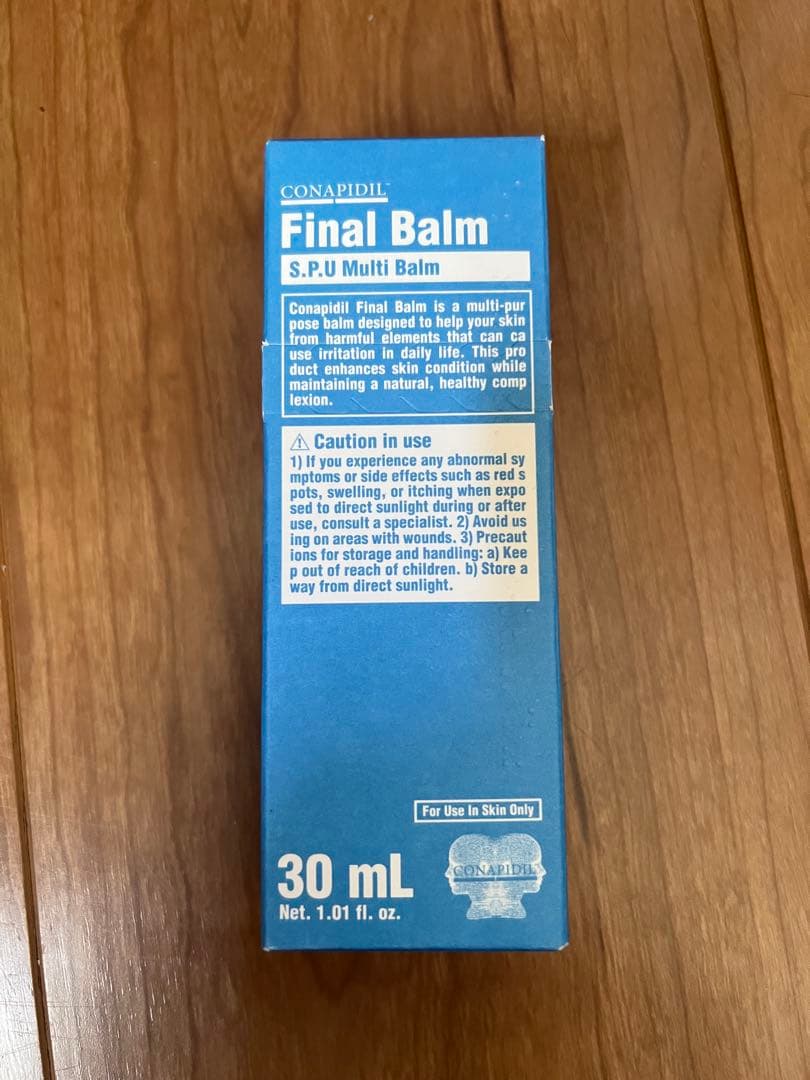 CONAPIDIL™
Final Balm
S.P.U Multi Balm
Conapidil Final Balm is a multi-pur
pose balm designed to help your skin
from harmful elements that can ca
use irritation in daily life. This pro
duct enhances skin condition while
maintaining a natural, healthy comp
lexion.
⚠ Caution in use
1) If you experience any abnormal sy
mptoms or side effects such as red s
pots, swelling, or itching when expo
sed to direct sunlight during or after
use, consult a specialist. 2) Avoid us
ing on areas with wounds. 3) Precaut
ions for storage and handling: a) Kee
p out of reach of children. b) Store a
way from direct sunlight.
For Use In Skin Only
30 mL
Net. 1.01 fl. oz.
CONAPIDIL